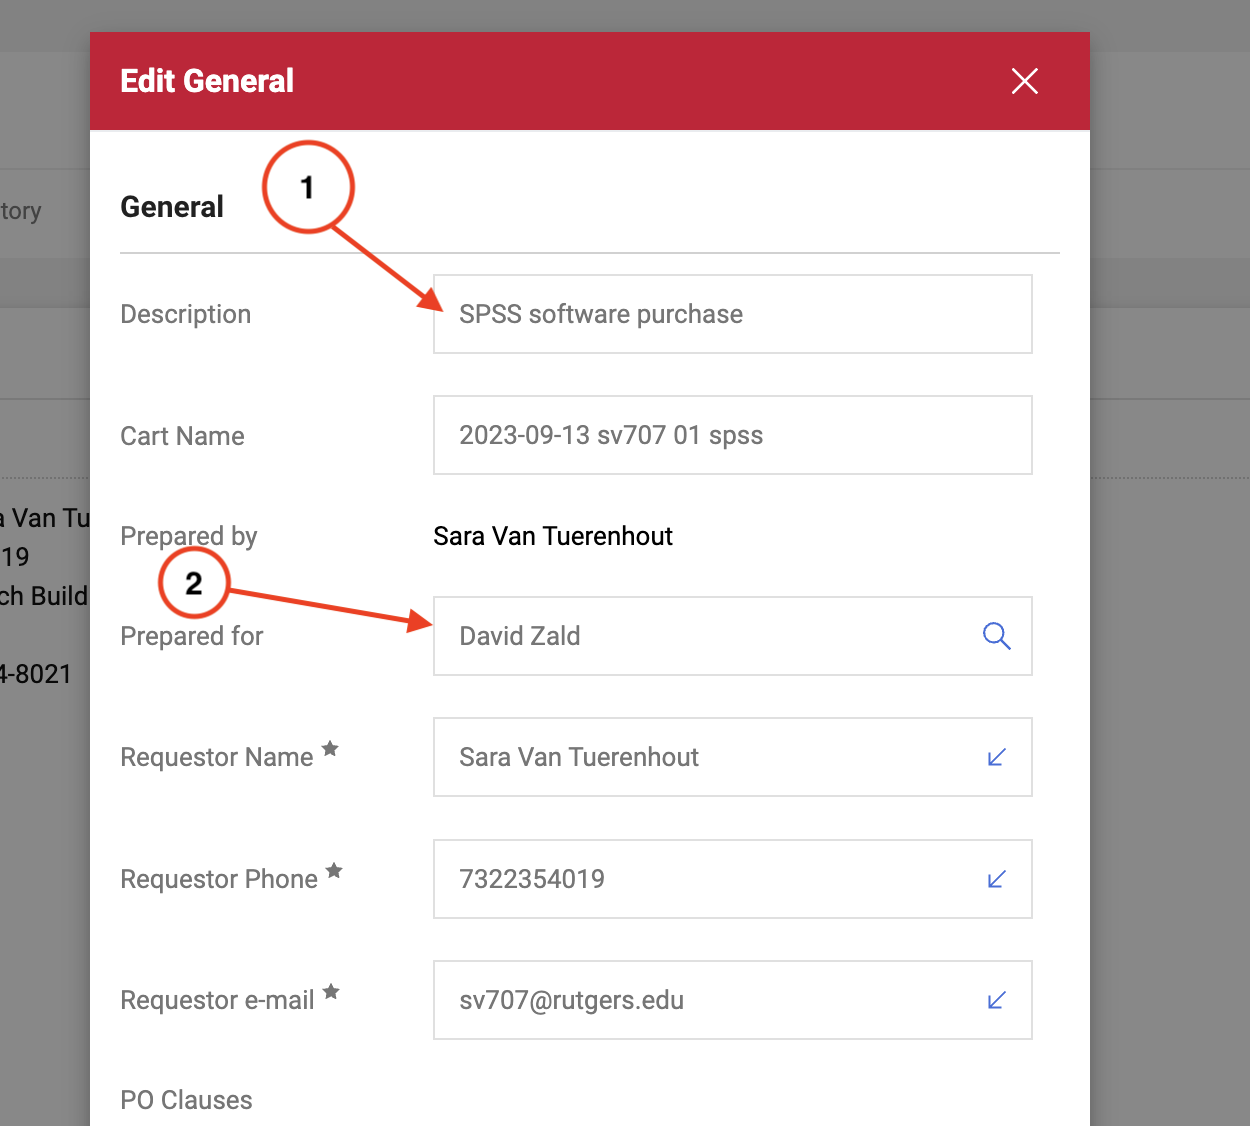 Edit General
1
General
tory
Description
SPSS software purchase
Cart Name
2023-09-13 sv707 01 spss
a Van Tu
Prepared by
Sara Van Tuerenhout
19
2
ch Build
Prepared for
David Zald
4-8021
Requestor Name ★
Sara Van Tuerenhout
Requestor Phone ★
7322354019
Requestor e-mail ★
sv707@rutgers.edu
PO Clauses